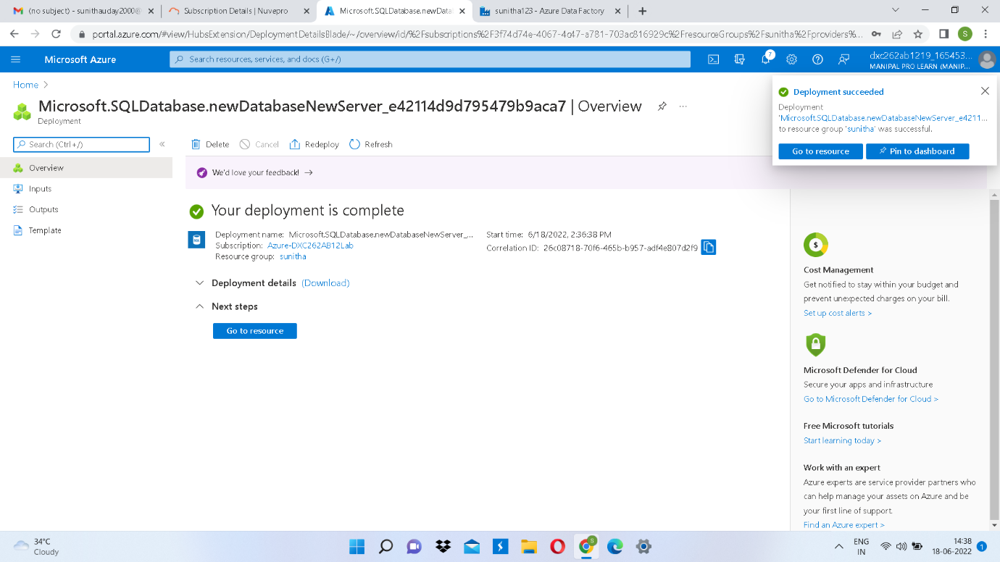 (no subject) - sunithauday2000@
Subscription Details | Nuvepro
Microsoft.SQLDatabase.newData
sunitha123 - Azure Data Factory
portal.azure.com/#view/HubsExtension/DeploymentDetailsBlade/~/overview/id/%2Fsubscriptions%2F3f74d74e-4067-4c47-a781-703ac816929c%2FresourceGroups%2Fsunitha%2Fproviders%...
S
Microsoft Azure
Search resources, services, and docs (G+/)
7
dxc262ab1219_165453...
MANIPAL PRO LEARN (MANIP...
Home >
Microsoft.SQLDatabase.newDatabaseNewServer_e42114d9d795479b9aca7 | Overview
Deployment
Deployment succeeded
Deployment
'Microsoft.SQLDatabase.newDatabaseNewServer_e4211...
to resource group 'sunitha' was successful.
Go to resource
Pin to dashboard
Search (Ctrl+/)
Delete
Cancel
Redeploy
Refresh
Overview
Inputs
Outputs
Template
We'd love your feedback! →
Your deployment is complete
Deployment name: Microsoft.SQLDatabase.newDatabaseNewServer_...
Subscription: Azure-DXC262AB12Lab
Resource group: sunitha
Start time: 6/18/2022, 2:36:38 PM
Correlation ID: 26c08718-70f6-465b-b957-adf4e807d2f9
Deployment details (Download)
Next steps
Go to resource
Cost Management
Get notified to stay within your budget and
prevent unexpected charges on your bill.
Set up cost alerts >
Microsoft Defender for Cloud
Secure your apps and infrastructure
Go to Microsoft Defender for Cloud >
Free Microsoft tutorials
Start learning today >
Work with an expert
Azure experts are service provider partners who
can help manage your assets on Azure and be
your first line of support.
Find an Azure expert >
34°C
Cloudy
S
ENG
IN
14:38
18-06-2022
1